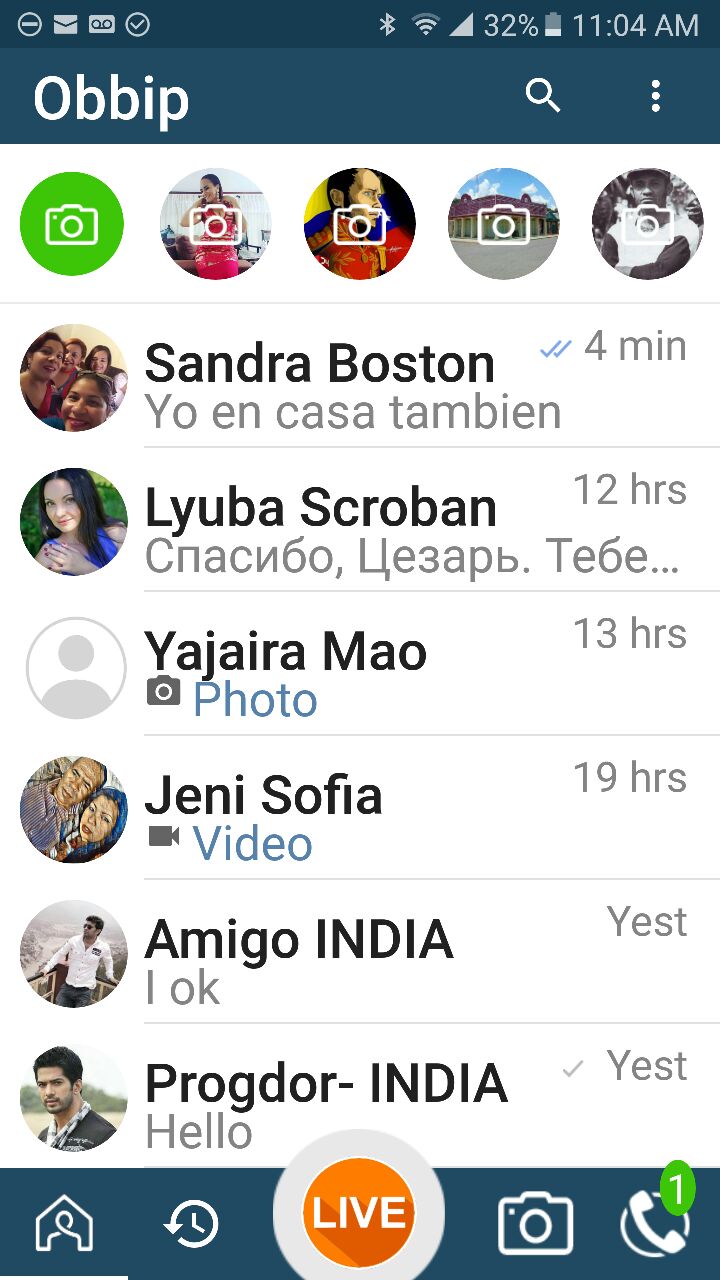 32% 11:04 AM
Obbip
Sandra Boston 4 min
Yo en casa tambien
Lyuba Scroban 12 hrs
Спасибо, Цезарь. Тебе...
Yajaira Mao 13 hrs
Photo
Jeni Sofia 19 hrs
Video
Amigo INDIA Yest
I ok
Progdor- INDIA Yest
Hello
LIVE
1